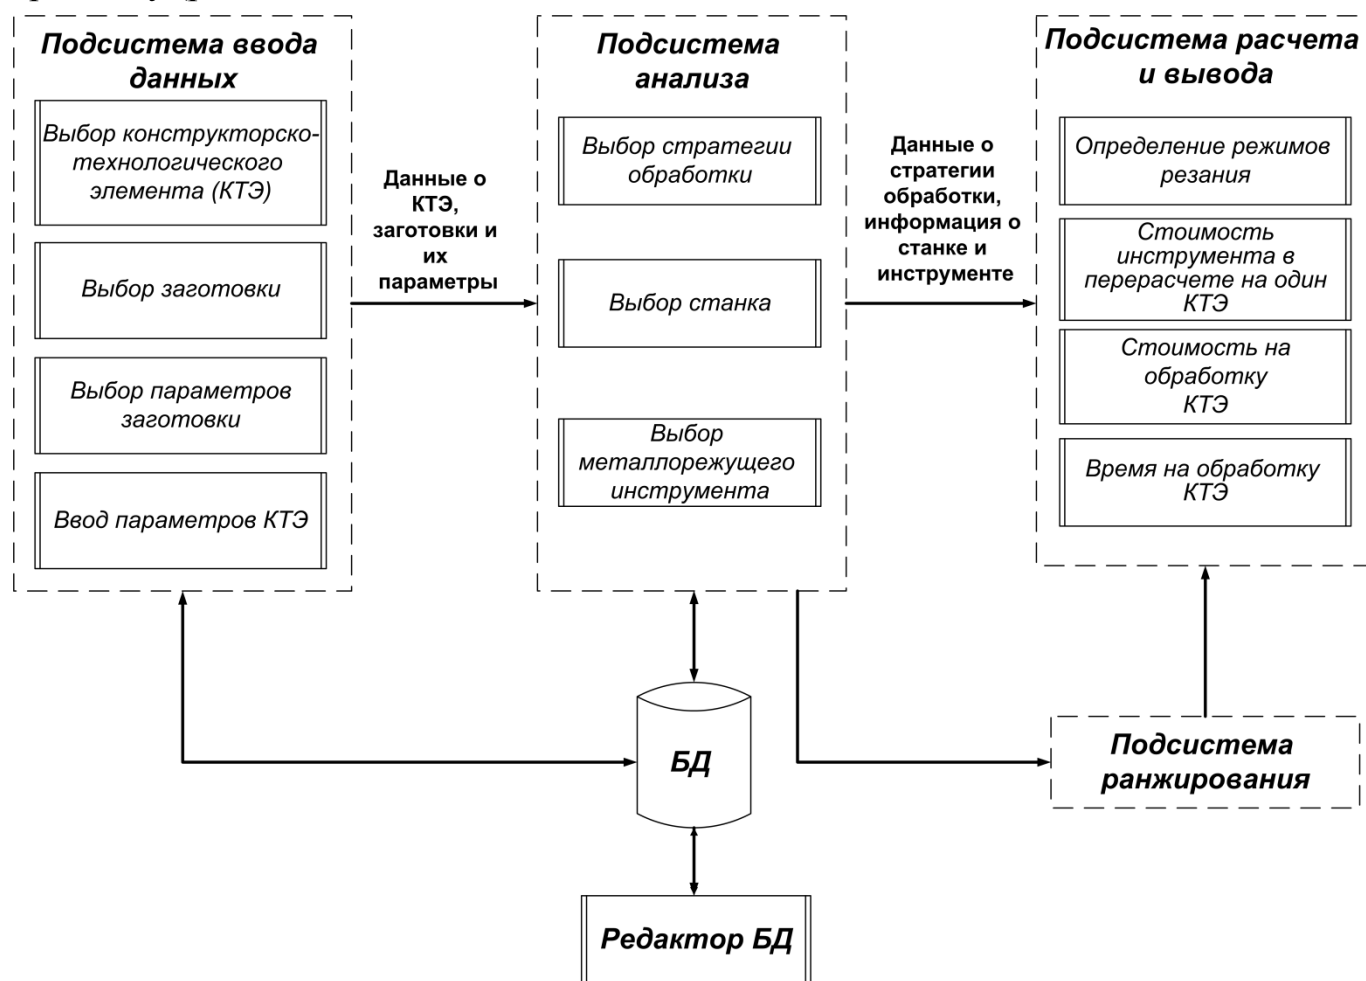 Подсистема ввода
данных
Выбор конструкторско-
технологического
элемента (КТЭ)
Выбор заготовки
Выбор параметров
заготовки
Ввод параметров КТЭ
Данные о
КТЭ,
заготовки и
их
параметры
Подсистема
анализа
Выбор стратегии
обработки
Выбор станка
Выбор
металлорежущего
инструмента
Данные о
стратегии
обработки,
информация о
станке и
инструменте
Подсистема расчета
и вывода
Определение режимов
резания
Стоимость
инструмента в
перерасчете на один
КТЭ
Стоимость на
обработку
КТЭ
Время на обработку
КТЭ
БД
Подсистема
ранжирования
Редактор БД